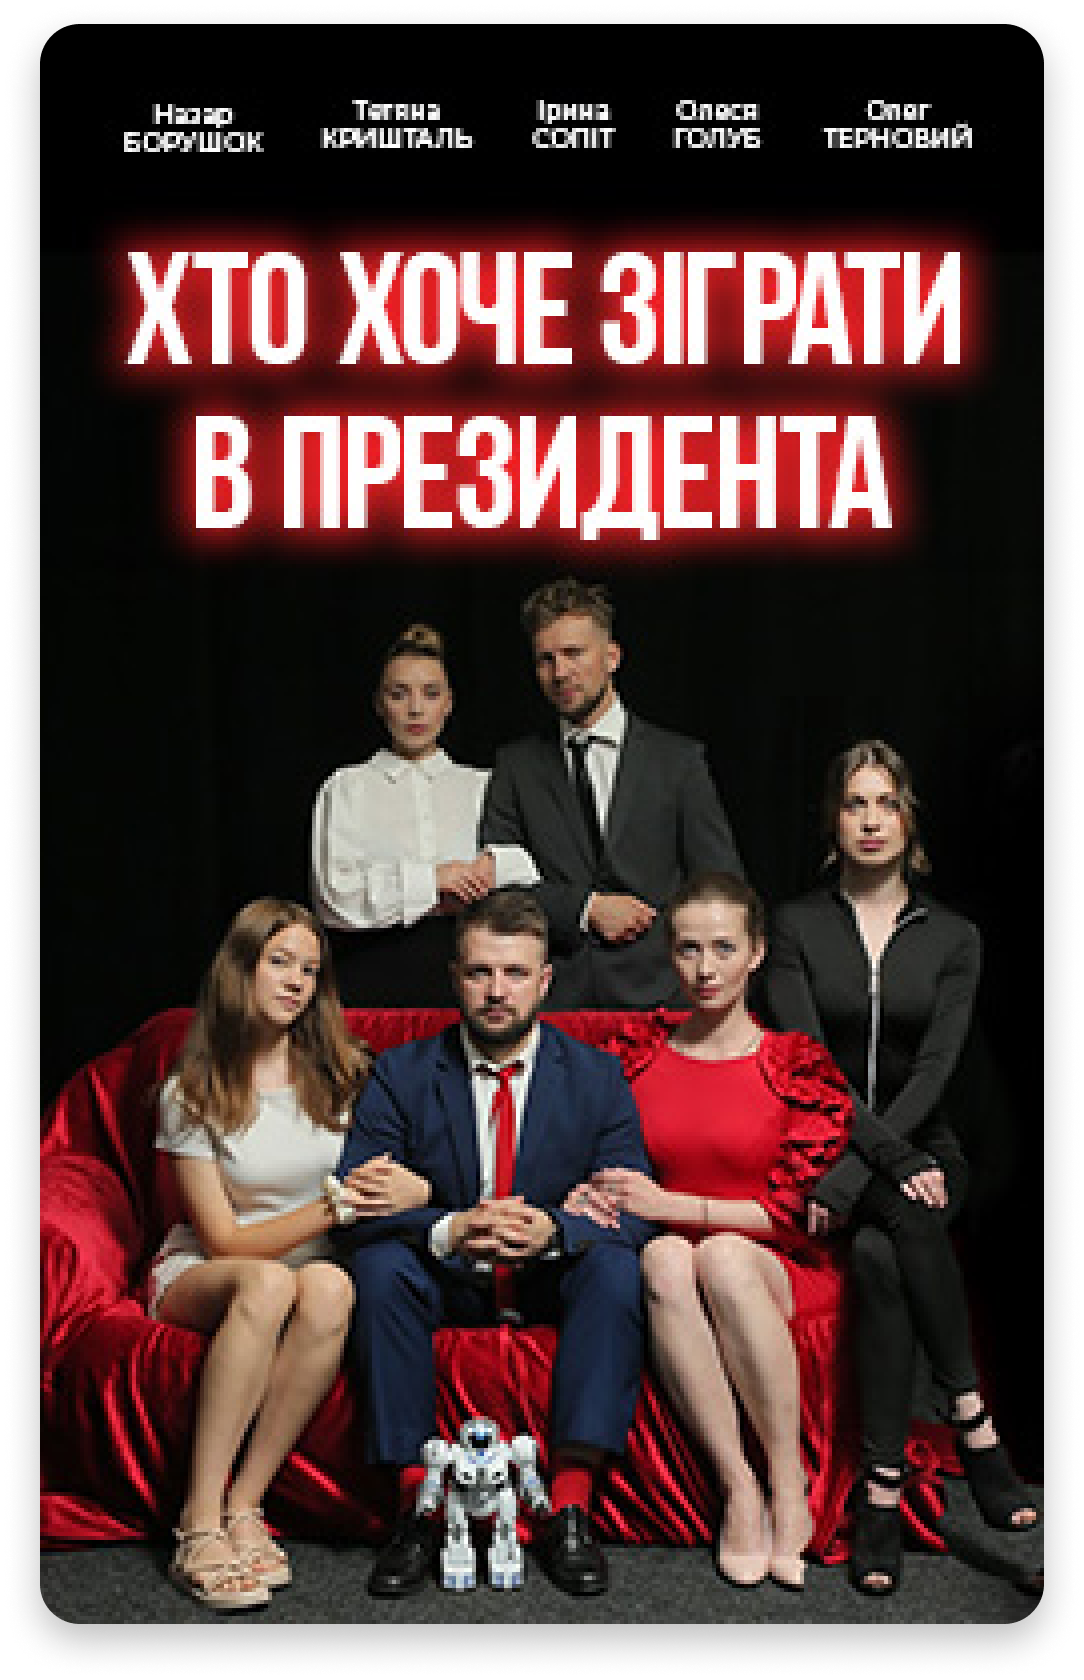 Назар
БОРУШОК
Тетяна
КРИШТАЛЬ
Ірина
СОПІТ
Олеся
ГОЛУБ
Олег
ТЕРНОВИЙ
ХТО ХОЧЕ ЗІГРАТИ
В ПРЕЗИДЕНТА